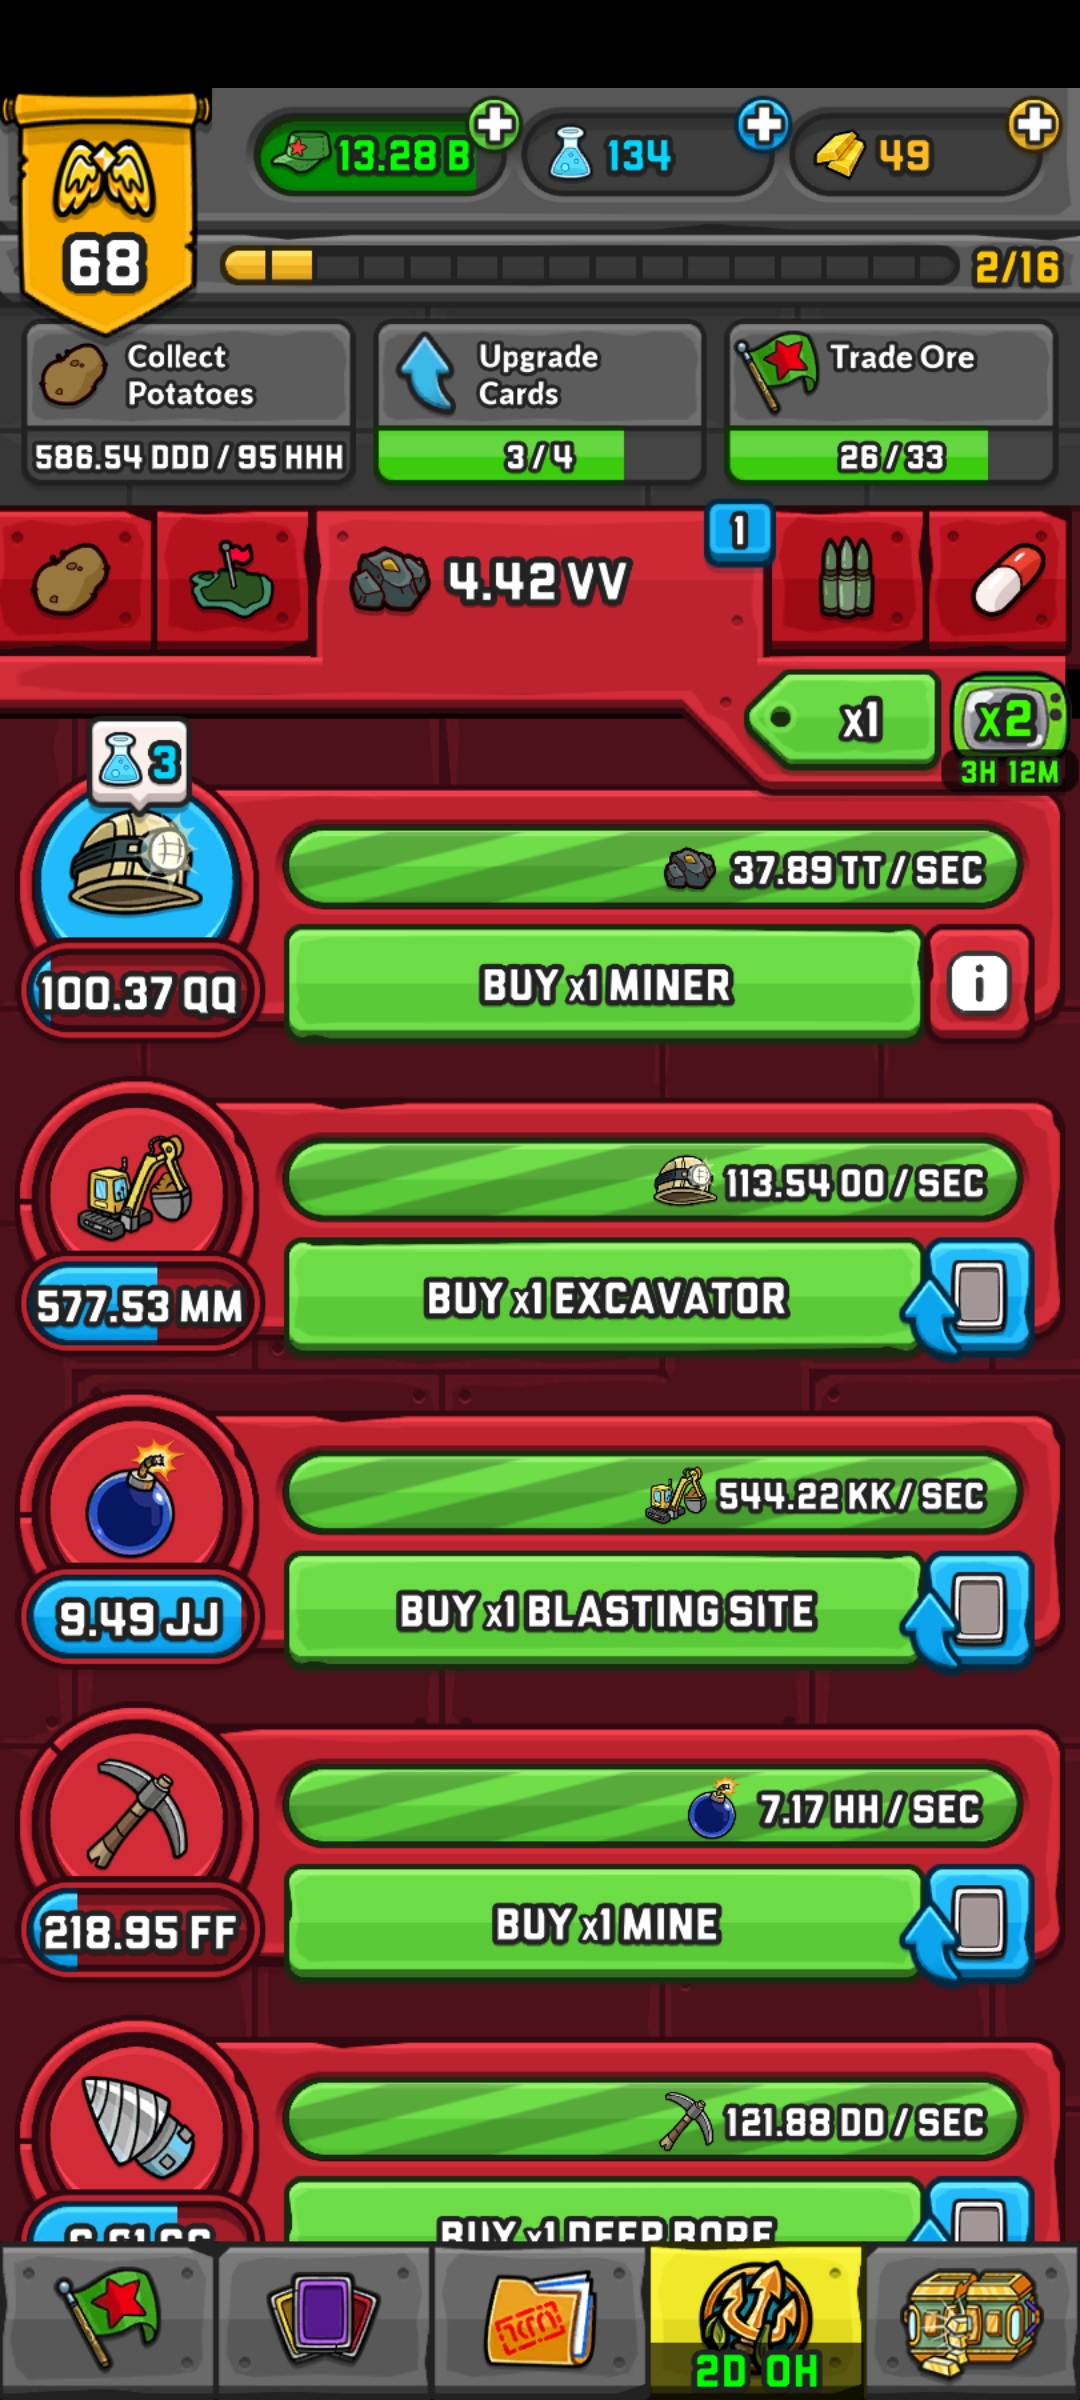 13.28 B
134
49
68
2/16
Collect
Potatoes
586.54 DDD / 95 HHH
Upgrade
Cards
3/4
Trade Ore
26/33
4.42 VV
1
x1
x2
3H 12M
3
37.89 TT / SEC
100.37 QQ
BUY x1 MINER
i
113.54 OO / SEC
577.53 MM
BUY x1 EXCAVATOR
544.22 KK / SEC
9.49 JJ
BUY x1 BLASTING SITE
7.17 HH / SEC
218.95 FF
BUY x1 MINE
121.88 DD / SEC
BUY x1 DEEP BORE
2D 0H